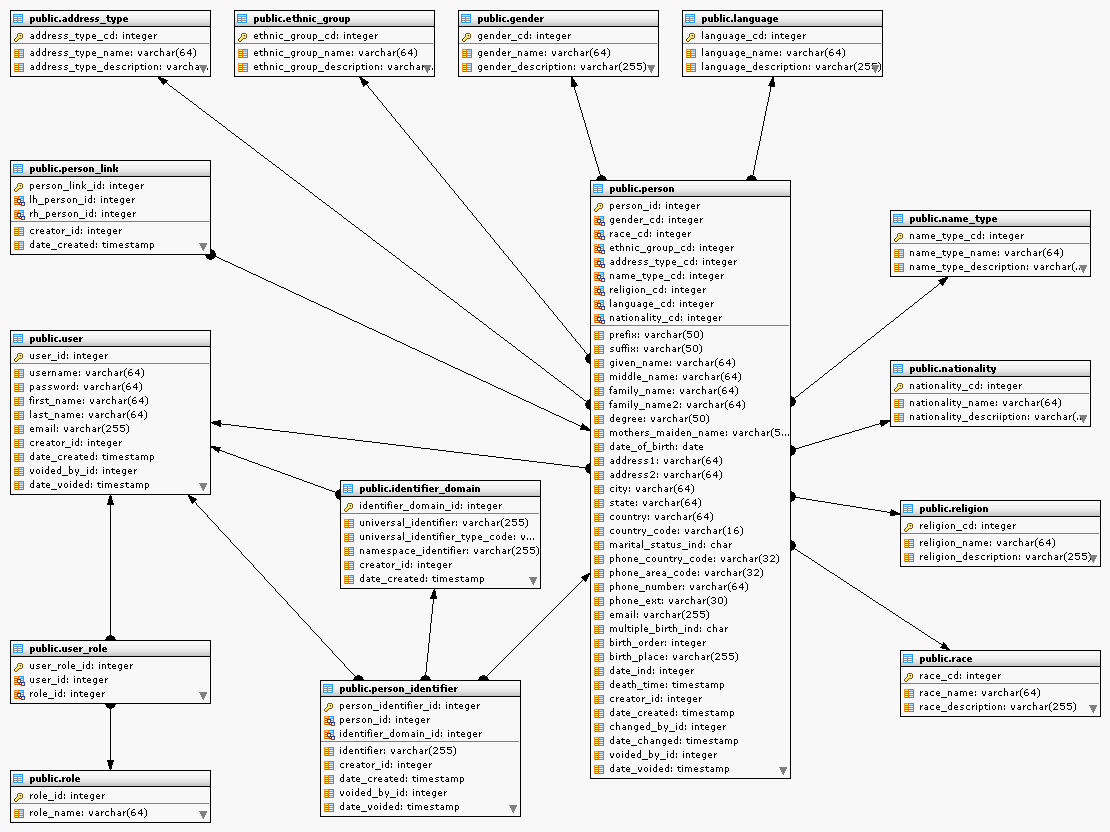 public.address_type
address_type_cd: integer
address_type_name: varchar(64)
address_type_description: varcha..
public.ethnic_group
ethnic_group_cd: integer
ethnic_group_name: varchar(64)
ethnic_group_description: varchar..
public.gender
gender_cd: integer
gender_name: varchar(64)
gender_description: varchar(255)
public.language
language_cd: integer
language_name: varchar(64)
language_description: varchar(255)
public.person_link
person_link_id: integer
lh_person_id: integer
rh_person_id: integer
creator_id: integer
date_created: timestamp
public.person
person_id: integer
gender_cd: integer
race_cd: integer
ethnic_group_cd: integer
address_type_cd: integer
name_type_cd: integer
religion_cd: integer
language_cd: integer
nationality_cd: integer
prefix: varchar(50)
suffix: varchar(50)
given_name: varchar(64)
middle_name: varchar(64)
family_name: varchar(64)
family_name2: varchar(64)
degree: varchar(50)
mothers_maiden_name: varchar(5...
date_of_birth: date
address1: varchar(64)
address2: varchar(64)
city: varchar(64)
state: varchar(64)
country: varchar(64)
country_code: varchar(16)
marital_status_ind: char
phone_country_code: varchar(32)
phone_area_code: varchar(32)
phone_number: varchar(64)
phone_ext: varchar(30)
email: varchar(255)
multiple_birth_ind: char
birth_order: integer
birth_place: varchar(255)
date_ind: integer
death_time: timestamp
creator_id: integer
date_created: timestamp
changed_by_id: integer
date_changed: timestamp
voided_by_id: integer
date_voided: timestamp
public.name_type
name_type_cd: integer
name_type_name: varchar(64)
name_type_description: varchar(...
public.user
user_id: integer
username: varchar(64)
password: varchar(64)
first_name: varchar(64)
last_name: varchar(64)
email: varchar(255)
creator_id: integer
date_created: timestamp
voided_by_id: integer
date_voided: timestamp
public.nationality
nationality_cd: integer
nationality_name: varchar(64)
nationality_descriiption: varchar(...
public.identifier_domain
identifier_domain_id: integer
universal_identifier: varchar(255)
universal_identifier_type_code: v...
namespace_identifier: varchar(255)
creator_id: integer
date_created: timestamp
public.religion
religion_cd: integer
religion_name: varchar(64)
religion_description: varchar(255)
public.user_role
user_role_id: integer
user_id: integer
role_id: integer
public.person_identifier
person_identifier_id: integer
person_id: integer
identifier_domain_id: integer
identifier: varchar(255)
creator_id: integer
date_created: timestamp
voided_by_id: integer
date_voided: timestamp
public.race
race_cd: integer
race_name: varchar(64)
race_description: varchar(255)
public.role
role_id: integer
role_name: varchar(64)